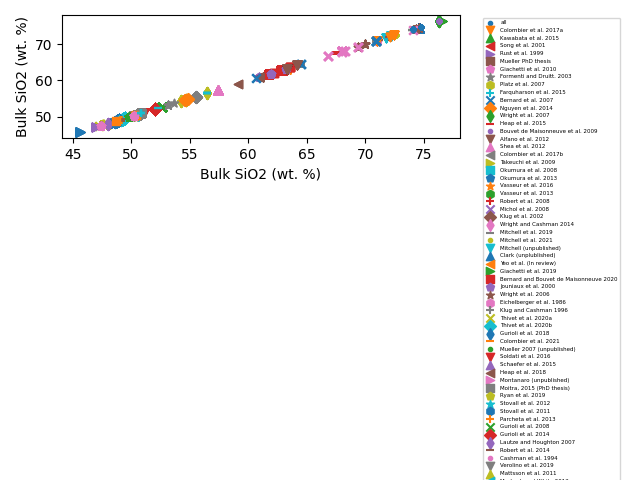 Bulk SiO2 (wt. %)
70
60
50
45
50
55
60
65
70
75
Bulk SiO2 (wt. %)
all
Colombier et al. 2017a
Kawabata et al. 2015
Song et al. 2001
Rust et al. 1999
Mueller PhD thesis
Giachetti et al. 2010
Formenti and Druitt. 2003
Platz et al. 2007
Farquharson et al. 2015
Bernard et al. 2007
Nguyen et al. 2014
Wright et al. 2007
Heap et al. 2015
Bouvet de Maisonneuve et al. 2009
Alfano et al. 2012
Shea et al. 2012
Colombier et al. 2017b
Takeuchi et al. 2009
Okumura et al. 2008
Okumura et al. 2013
Vasseur et al. 2016
Vasseur et al. 2013
Robert et al. 2008
Michol et al. 2008
Klug et al. 2002
Wright and Cashman 2014
Mitchell et al. 2019
Mitchell et al. 2021
Mitchell (unpublished)
Clark (unpublished)
Yeo et al. (in review)
Giachetti et al. 2019
Bernard and Bouvet de Maisonneuve 2020
Jouniaux et al. 2000
Wright et al. 2006
Eichelberger et al. 1986
Klug and Cashman 1996
Thivet et al. 2020a
Thivet et al. 2020b
Gurioli et al. 2018
Colombier et al. 2021
Mueller 2007 (unpublished)
Soldati et al. 2016
Schaefer et al. 2015
Heap et al. 2018
Montanaro (unpublished)
Moitra, 2015 (PhD thesis)
Ryan et al. 2019
Stovall et al. 2012
Stovall et al. 2011
Parcheta et al. 2013
Gurioli et al. 2008
Gurioli et al. 2014
Lautze and Houghton 2007
Robert et al. 2014
Cashman et al. 1994
Verolino et al. 2019
Mattsson et al. 2011